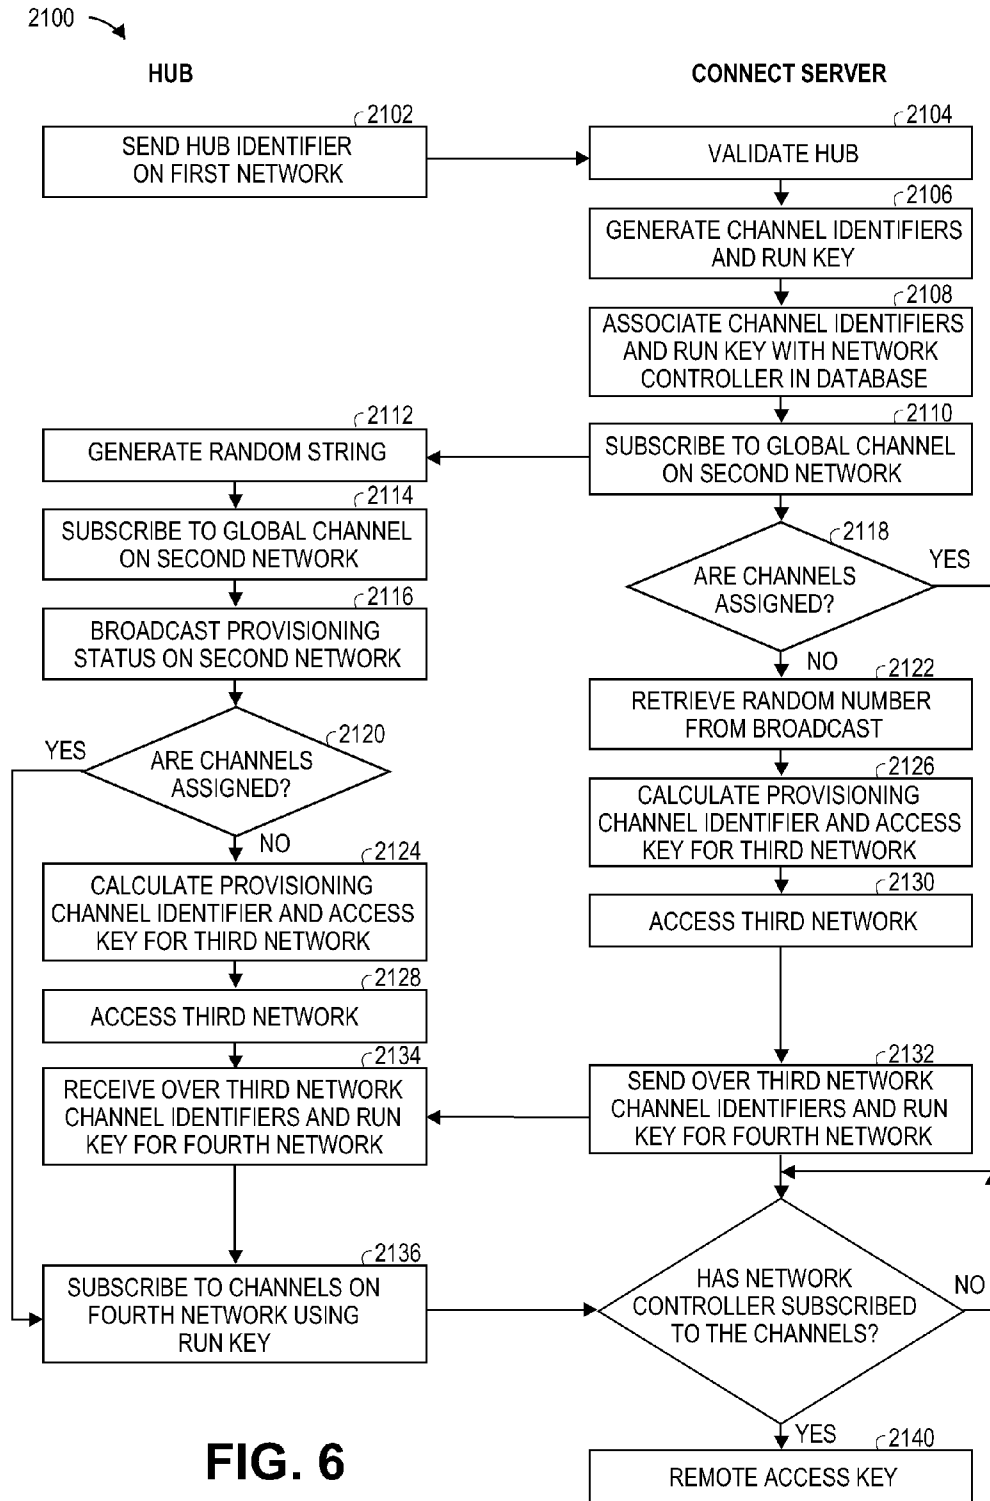 2100
HUB
CONNECT SERVER
2102
SEND HUB IDENTIFIER
ON FIRST NETWORK
2104
VALIDATE HUB
2106
GENERATE CHANNEL IDENTIFIERS
AND RUN KEY
2108
ASSOCIATE CHANNEL IDENTIFIERS
AND RUN KEY WITH NETWORK
CONTROLLER IN DATABASE
2110
SUBSCRIBE TO GLOBAL CHANNEL
ON SECOND NETWORK
2112
GENERATE RANDOM STRING
2114
SUBSCRIBE TO GLOBAL CHANNEL
ON SECOND NETWORK
2116
BROADCAST PROVISIONING
STATUS ON SECOND NETWORK
2118
ARE CHANNELS
ASSIGNED?
YES
NO
2120
ARE CHANNELS
ASSIGNED?
YES
NO
2122
RETRIEVE RANDOM NUMBER
FROM BROADCAST
2126
CALCULATE PROVISIONING
CHANNEL IDENTIFIER AND ACCESS
KEY FOR THIRD NETWORK
2124
CALCULATE PROVISIONING
CHANNEL IDENTIFIER AND ACCESS
KEY FOR THIRD NETWORK
2130
ACCESS THIRD NETWORK
2128
ACCESS THIRD NETWORK
2134
RECEIVE OVER THIRD NETWORK
CHANNEL IDENTIFIERS AND RUN
KEY FOR FOURTH NETWORK
2132
SEND OVER THIRD NETWORK
CHANNEL IDENTIFIERS AND RUN
KEY FOR FOURTH NETWORK
2136
SUBSCRIBE TO CHANNELS ON
FOURTH NETWORK USING
RUN KEY
HAS NETWORK
CONTROLLER SUBSCRIBED
TO THE CHANNELS?
NO
YES
2140
REMOTE ACCESS KEY
FIG. 6